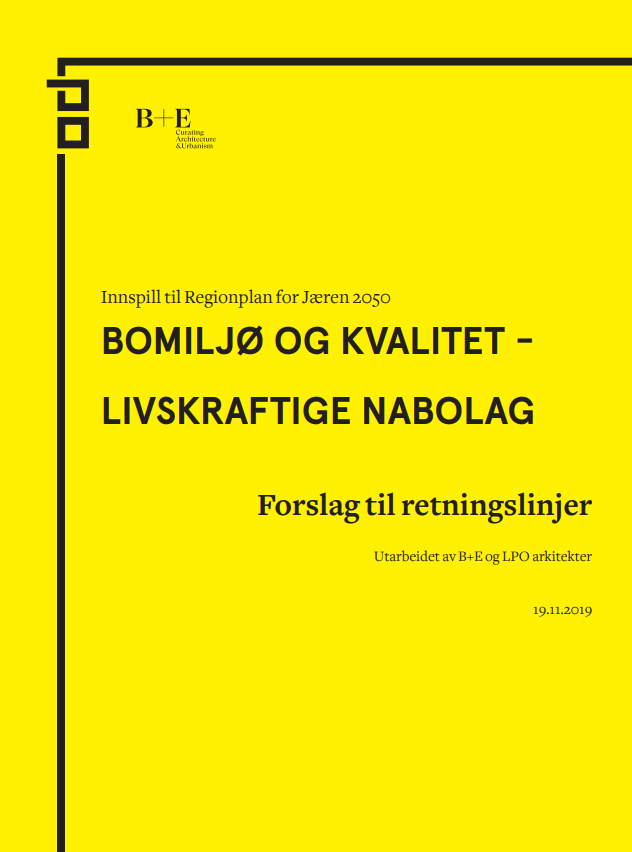 B+E
Curating
Architecture
&Urbanism
Innspill til Regionplan for Jæren 2050
BOMILJØ OG KVALITET –
LIVSKRAFTIGE NABOLAG
Forslag til retningslinjer
Utarbeidet av B+E og LPO arkitekter
19.11.2019